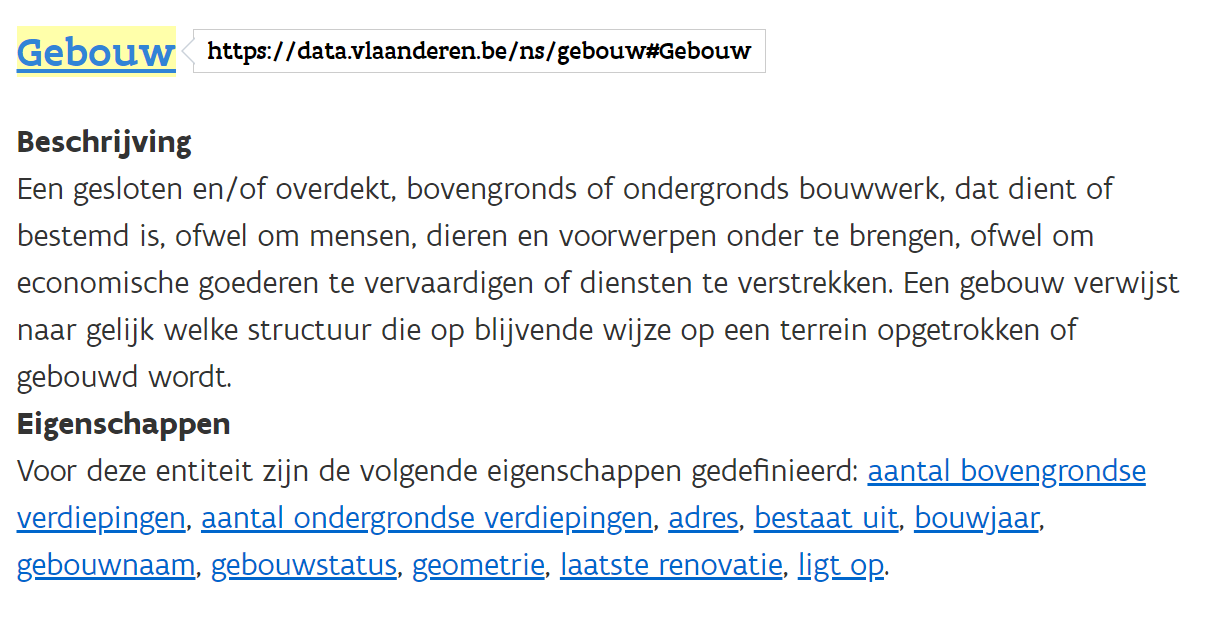 Gebouw https://data.vlaanderen.be/ns/gebouw#Gebouw
Beschrijving
Een gesloten en/of overdekt, bovengronds of ondergronds bouwwerk, dat dient of
bestemd is, ofwel om mensen, dieren en voorwerpen onder te brengen, ofwel om
economische goederen te vervaardigen of diensten te verstrekken. Een gebouw verwijst
naar gelijk welke structuur die op blijvende wijze op een terrein opgetrokken of
gebouwd wordt.
Eigenschappen
Voor deze entiteit zijn de volgende eigenschappen gedefinieerd: aantal bovengrondse
verdiepingen, aantal ondergrondse verdiepingen, adres, bestaat uit, bouwjaar,
gebouwnaam, gebouwstatus, geometrie, laatste renovatie, ligt op.